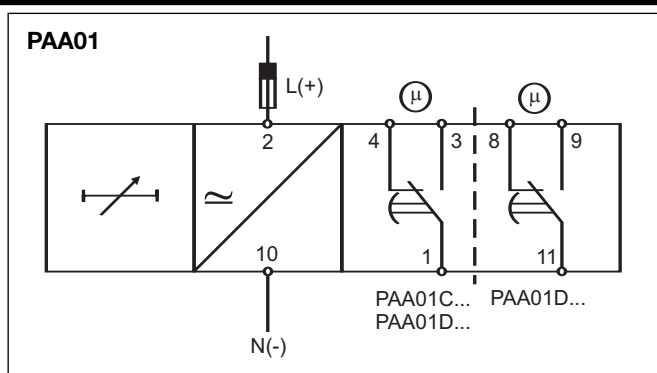 PAA01
L(+)
μ μ
2 4 3 8 9
≃
10 1 11
PAA01C... PAA01D...
PAA01D...
N(-)